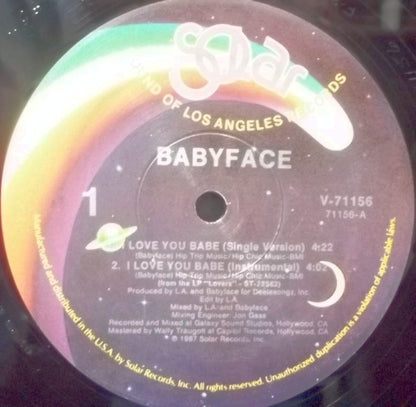 Solar
SOUND OF LOS ANGELES RECORDS
BABYFACE
1
V-71156
71156-A
1. I LOVE YOU BABE (Single Version) 4:22
(Babyface) Hip Trip Music/Hip Chic Music-BMI
2. I LOVE YOU BABE (Instrumental) 4:02
(Babyface) Hip Trip Music/Hip Chic Music-BMI
(from the LP "Lovers" - ST-72552)
Produced by L.A. and Babyface for Deelesongs, Inc.
Edit by L.A.
Mixed by L.A. and Babyface
Mixing Engineer: Jon Gass
Recorded and Mixed at Galaxy Sound Studios, Hollywood, CA
Mastered by Wally Traugott at Capitol Records, Hollywood, CA
℗ 1987 Solar Records, Inc.
Manufactured and distributed in the U.S.A. by Solar Records, Inc. All rights reserved. Unauthorized duplication is a violation of applicable laws.